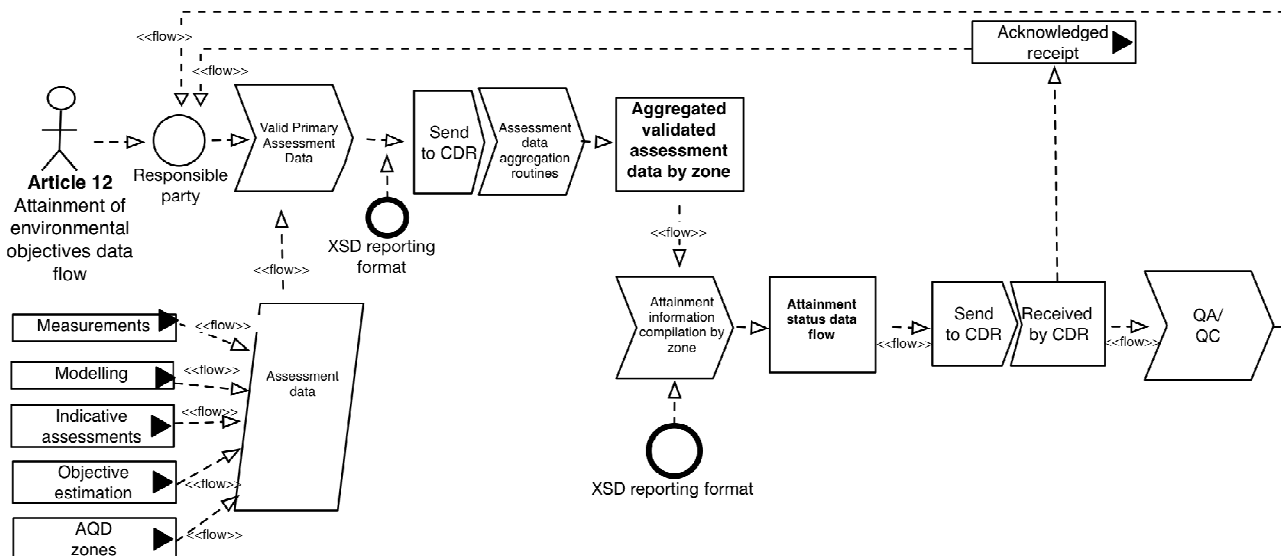 <<flow>>
Acknowledged
receipt
<<flow>>
Valid Primary
Assessment
Data
Send
to CDR
Assessment
data
aggregation
routines
Aggregated
validated
assessment
data by zone
Responsible
party
Article 12
Attainment of
environmental
objectives data
flow
XSD reporting
format
<<flow>>
<<flow>>
Measurements
<<flow>>
Modelling
<<flow>>
Indicative
assessments
<<flow>>
Objective
estimation
<<flow>>
AQD
zones
<<flow>>
Assessment
data
Attainment
information
compilation by
zone
Attainment
status data
flow
<<flow>>
Send
to CDR
Received
by CDR
<<flow>>
QA/
QC
XSD reporting format